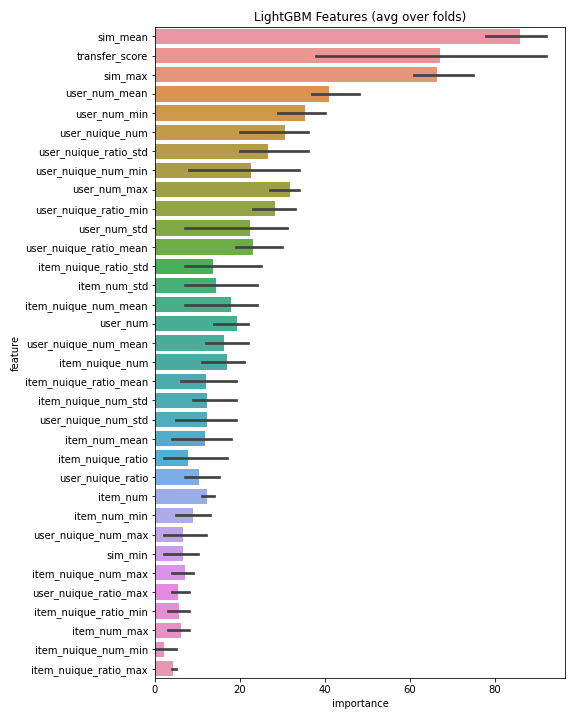 LightGBM Features (avg over folds)
feature
sim_mean
transfer_score
sim_max
user_num_mean
user_num_min
user_nuique_num
user_nuique_ratio_std
user_nuique_num_min
user_num_max
user_nuique_ratio_min
user_num_std
user_nuique_ratio_mean
item_nuique_ratio_std
item_num_std
item_nuique_num_mean
user_num
user_nuique_num_mean
item_nuique_num
item_nuique_ratio_mean
item_nuique_num_std
user_nuique_num_std
item_num_mean
item_nuique_ratio
user_nuique_ratio
item_num
item_num_min
user_nuique_num_max
sim_min
item_nuique_num_max
user_nuique_ratio_max
item_nuique_ratio_min
item_num_max
item_nuique_num_min
item_nuique_ratio_max
0 20 40 60 80
importance